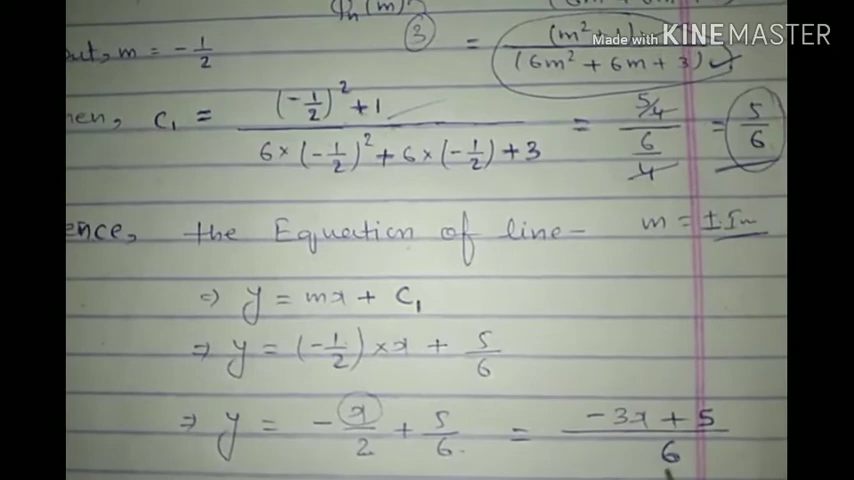 Made with KINEMASTER
put, m = -1/2
③ = (m² + 1) / (6m² + 6m + 3)
hen, c₁ = ((-1/2)² + 1) / (6 × (-1/2)² + 6 × (-1/2) + 3) = (5/4) / (6/4) = 5/6
ence, the Equation of line - m = ±
⇒ y = mx + C₁
⇒ y = (-1/2) × x + 5/6
⇒ y = -x/2 + 5/6 = (-3x + 5) / 6